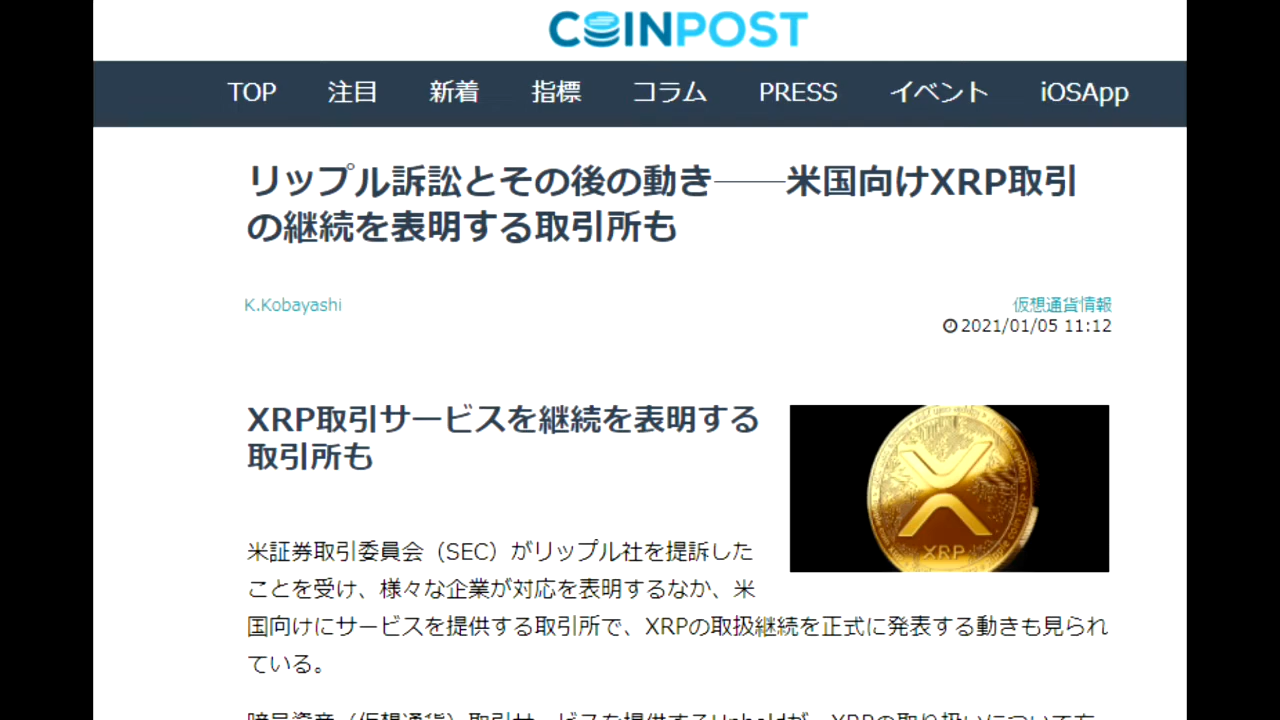 COINPOST
TOP 注目 新着 指標 コラム PRESS イベント iOSApp
リップル訴訟とその後の動き──米国向けXRP取引
の継続を表明する取引所も
K.Kobayashi
仮想通貨情報
2021/01/05 11:12
XRP取引サービスを継続を表明する
取引所も
XRP
米証券取引委員会（SEC）がリップル社を提訴した
ことを受け、様々な企業が対応を表明するなか、米
国向けにサービスを提供する取引所で、XRPの取扱継続を正式に発表する動きも見られ
ている。
暗号資産（仮想通貨）取引サービスを提供するUpholdが、XRPの取り扱いについて方